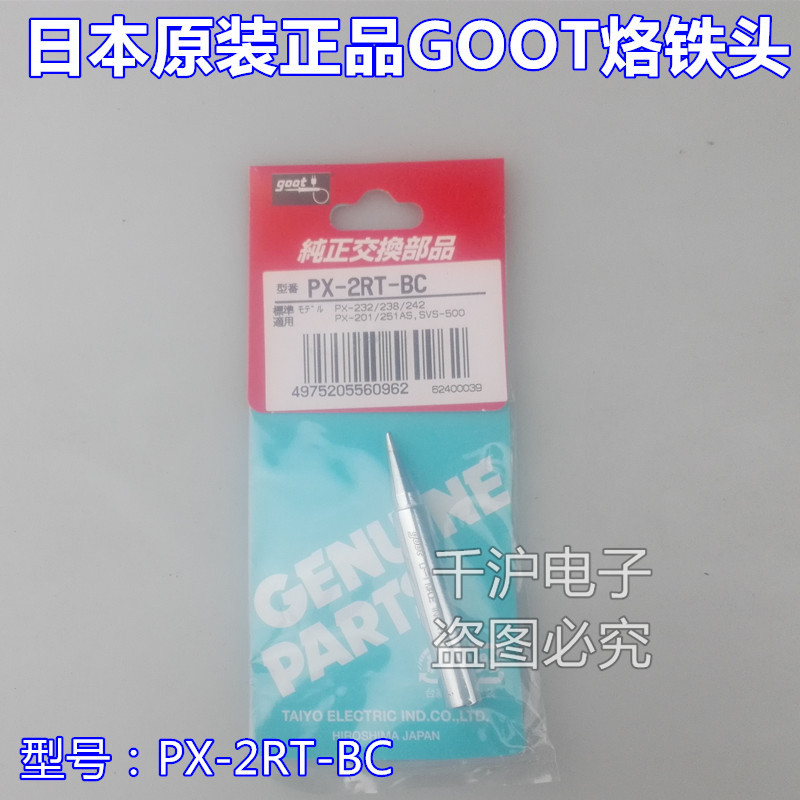 日本原装正品GOOT烙铁头
goot
純正交換部品
型番 PX-2RT-BC
標準 ﾓﾃﾞﾙ PX-232/238/242
適用 PX-201/251AS,SVS-500
4975205560962 62400039
GENUINE
PARTS
千沪电子
盗图必究
TAIYO ELECTRIC IND.CO.,LTD.
HIROSHIMA JAPAN
型号：PX-2RT-BC